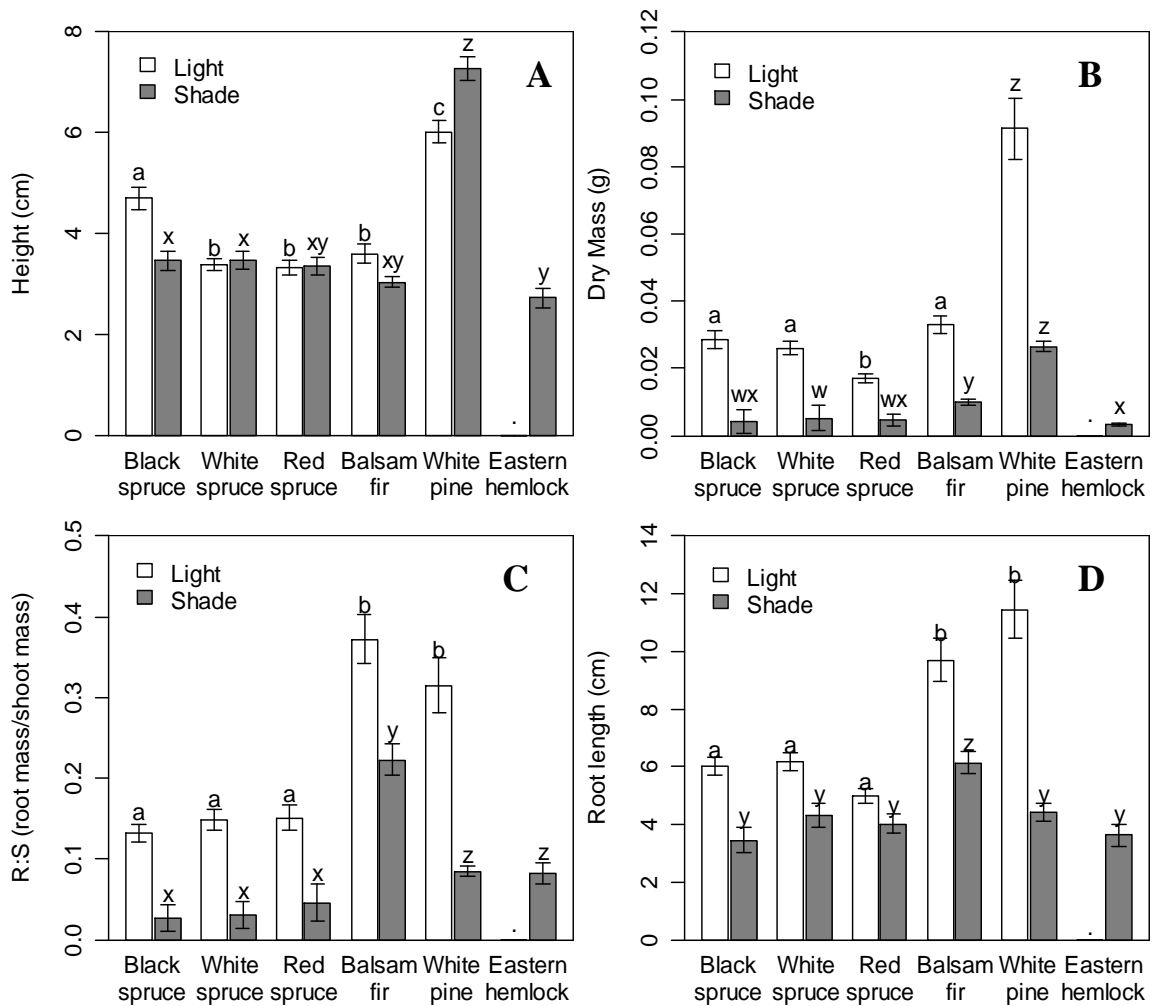 Light
Shade
A
Height (cm)
8
6
4
2
0
a
x
b
x
b
xy
b
xy
c
z
.
y
Black
spruce
White
spruce
Red
spruce
Balsam
fir
White
pine
Eastern
hemlock
Light
Shade
B
Dry Mass (g)
0.12
0.10
0.08
0.06
0.04
0.02
0.00
a
wx
a
w
b
wx
a
y
z
z
.
x
Black
spruce
White
spruce
Red
spruce
Balsam
fir
White
pine
Eastern
hemlock
Light
Shade
C
R:S (root mass/shoot mass)
0.5
0.4
0.3
0.2
0.1
0.0
a
x
a
x
a
x
b
y
b
z
.
z
Black
spruce
White
spruce
Red
spruce
Balsam
fir
White
pine
Eastern
hemlock
Light
Shade
D
Root length (cm)
14
12
10
8
6
4
2
0
a
y
a
y
a
y
b
z
b
y
.
y
Black
spruce
White
spruce
Red
spruce
Balsam
fir
White
pine
Eastern
hemlock